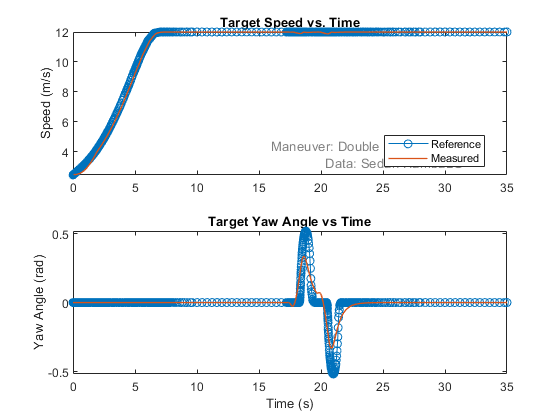 Target Speed vs. Time
12
10
8
6
4
Speed (m/s)
Maneuver: Double
Data:
Reference
Measured
0 5 10 15 20 25 30 35
Target Yaw Angle vs Time
0.5
0
-0.5
Yaw Angle (rad)
0 5 10 15 20 25 30 35
Time (s)